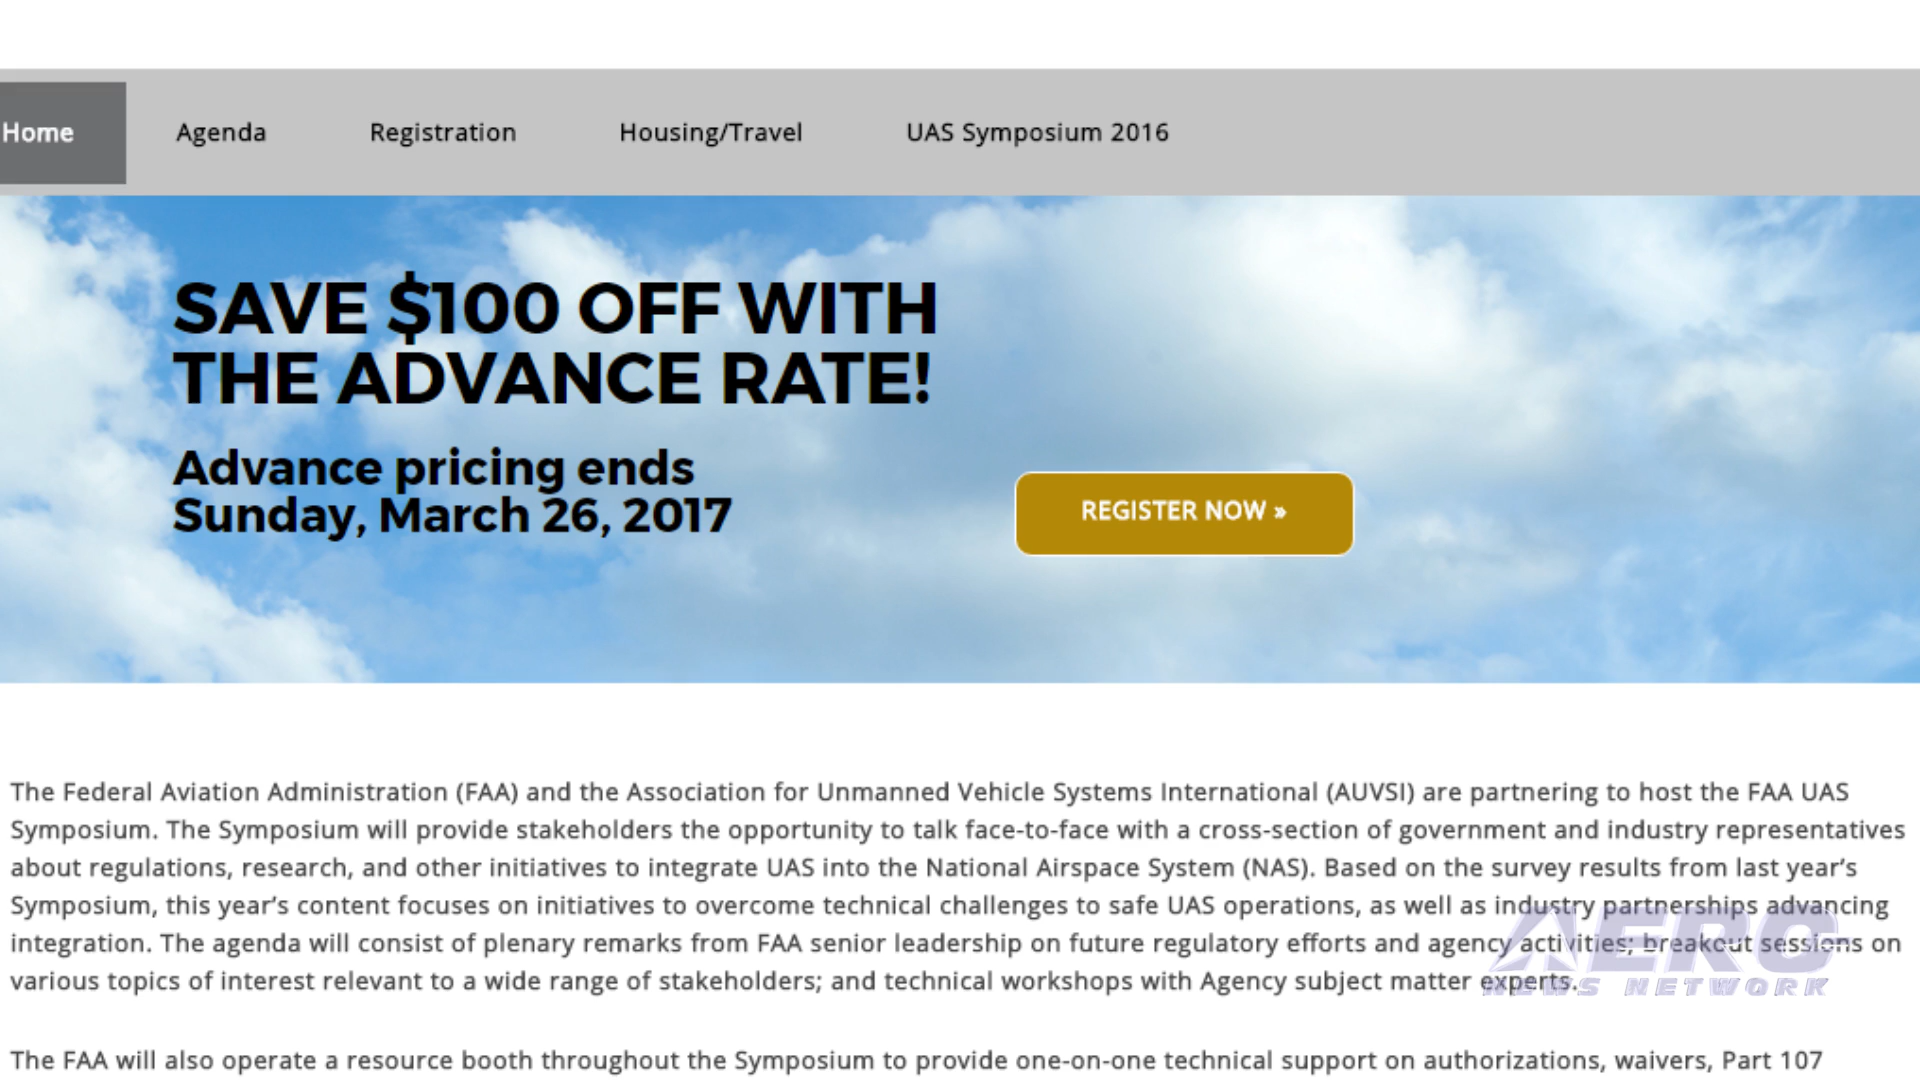 Home Agenda Registration Housing/Travel UAS Symposium 2016
SAVE $100 OFF WITH
THE ADVANCE RATE!
Advance pricing ends
Sunday, March 26, 2017
REGISTER NOW »
The Federal Aviation Administration (FAA) and the Association for Unmanned Vehicle Systems International (AUVSI) are partnering to host the FAA UAS
Symposium. The Symposium will provide stakeholders the opportunity to talk face-to-face with a cross-section of government and industry representatives
about regulations, research, and other initiatives to integrate UAS into the National Airspace System (NAS). Based on the survey results from last year’s
Symposium, this year’s content focuses on initiatives to overcome technical challenges to safe UAS operations, as well as industry partnerships advancing
integration. The agenda will consist of plenary remarks from FAA senior leadership on future regulatory efforts and agency activities; breakout sessions on
various topics of interest relevant to a wide range of stakeholders; and technical workshops with Agency subject matter experts.
AERO
NEWS NETWORK
The FAA will also operate a resource booth throughout the Symposium to provide one-on-one technical support on authorizations, waivers, Part 107